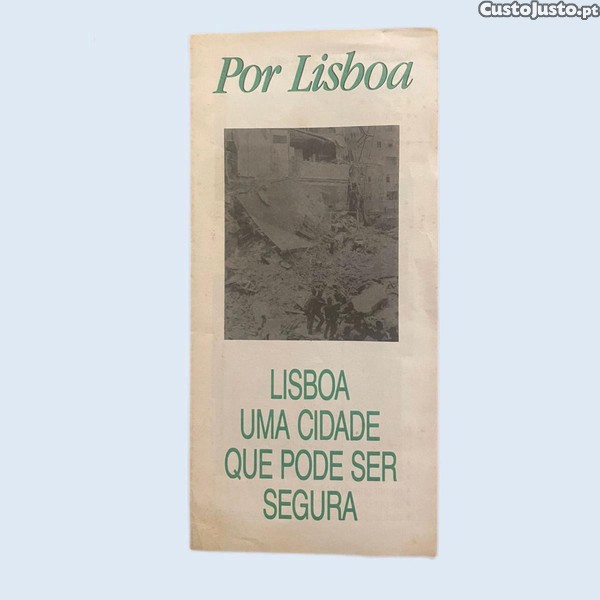 CustoJusto.pt
Por Lisboa
LISBOA
UMA CIDADE
QUE PODE SER
SEGURA